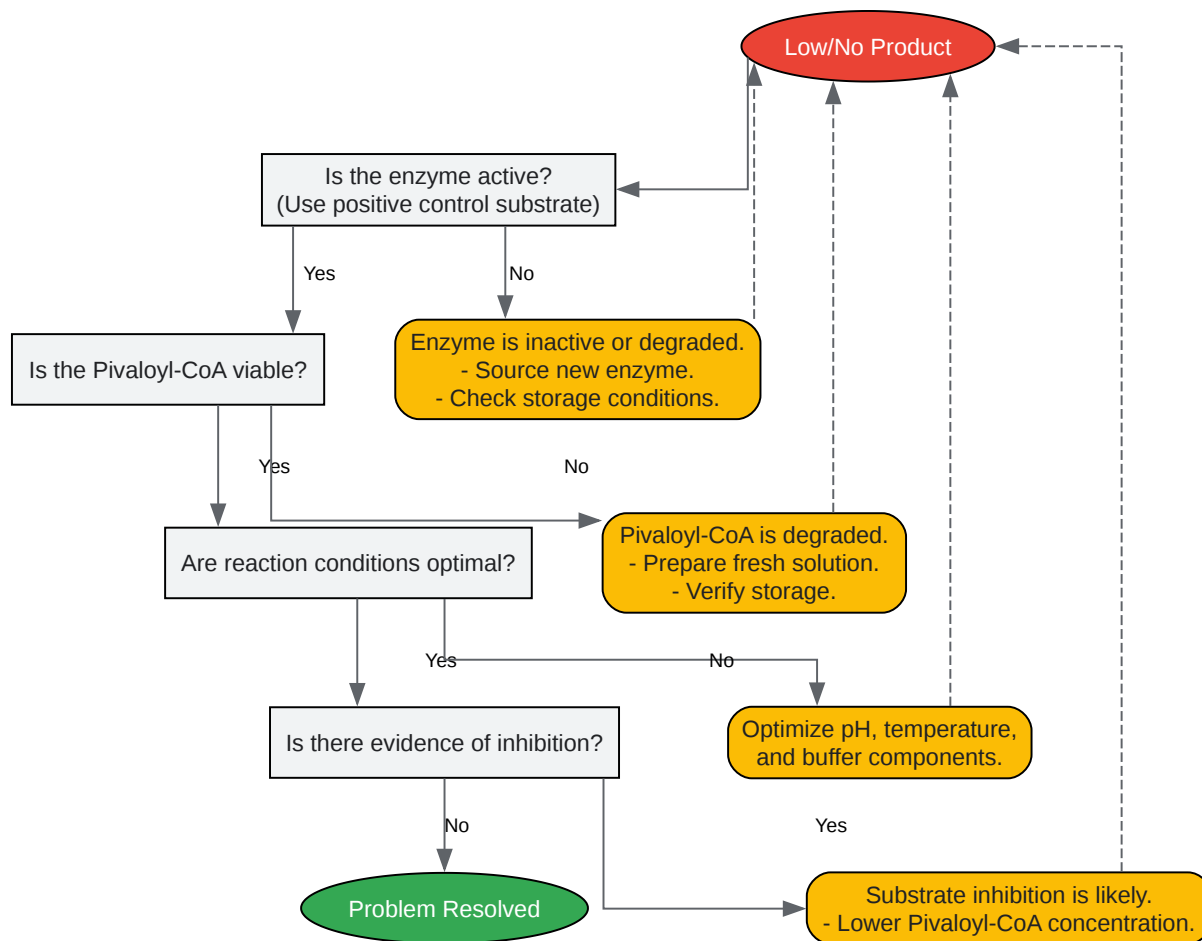 Low/No Product
Is the enzyme active?
(Use positive control substrate)
Yes
No
Is the Pivaloyl-CoA viable?
Enzyme is inactive or degraded.
- Source new enzyme.
- Check storage conditions.
Yes
No
Are reaction conditions optimal?
Pivaloyl-CoA is degraded.
- Prepare fresh solution.
- Verify storage.
Yes
No
Is there evidence of inhibition?
Optimize pH, temperature,
and buffer components.
No
Yes
Problem Resolved
Substrate inhibition is likely.
- Lower Pivaloyl-CoA concentration.